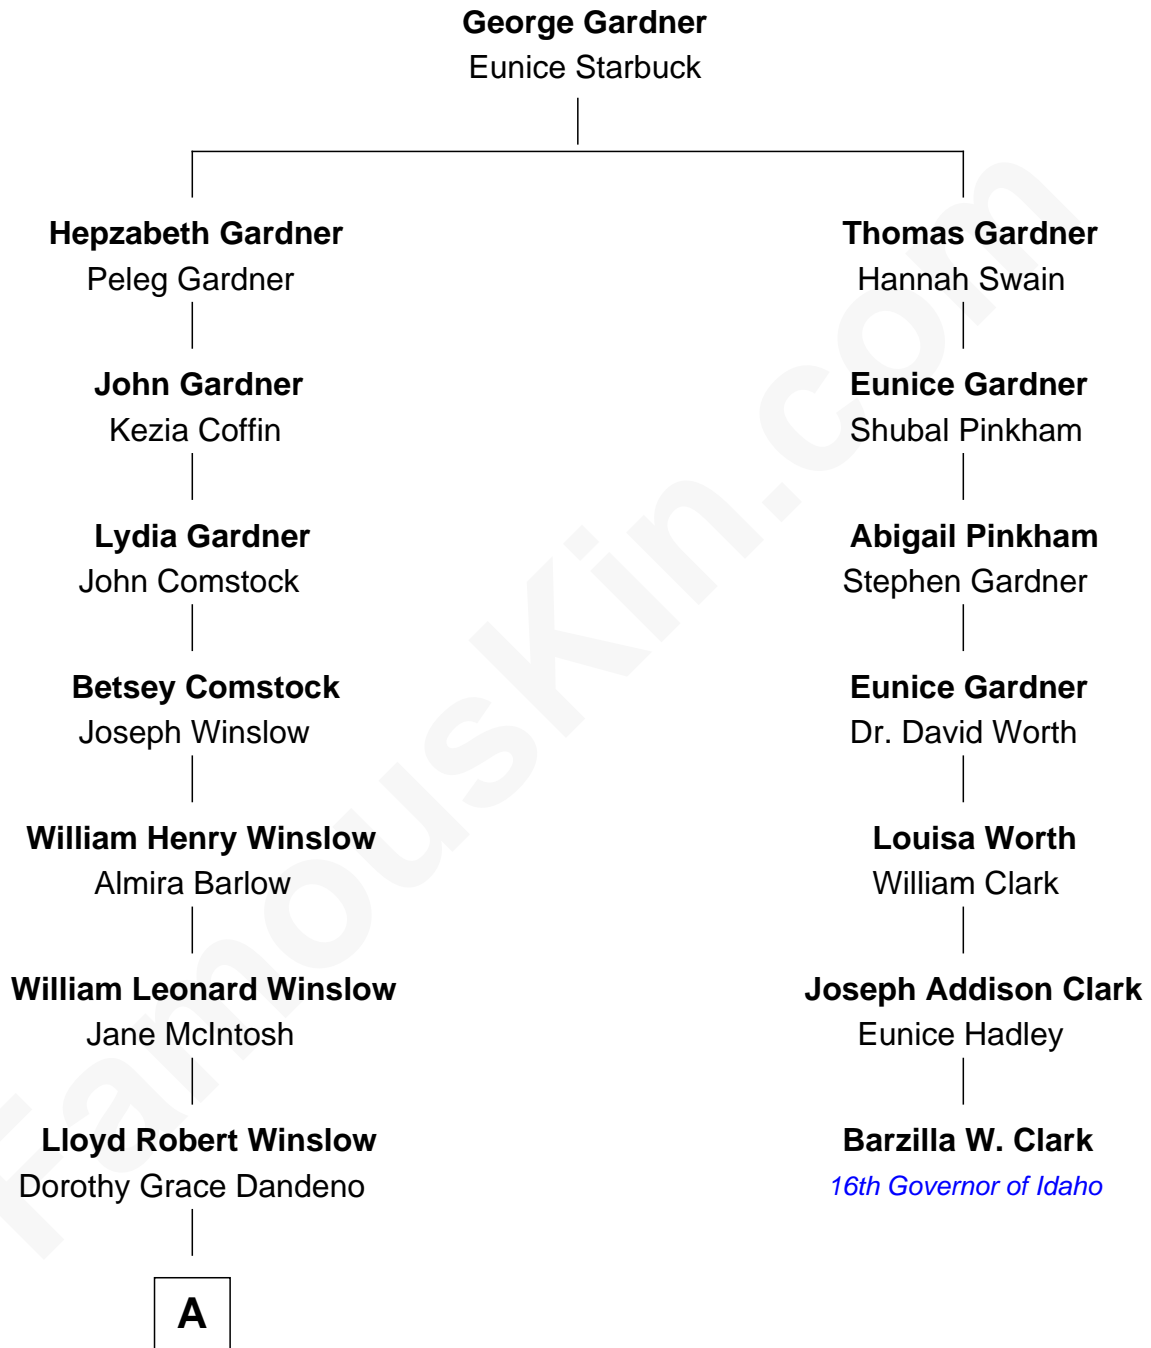 George Gardner
Eunice Starbuck
Hepzabeth Gardner
Peleg Gardner
Thomas Gardner
Hannah Swain
John Gardner
Kezia Coffin
Eunice Gardner
Shubal Pinkham
Lydia Gardner
John Comstock
Abigail Pinkham
Stephen Gardner
Betsey Comstock
Joseph Winslow
Eunice Gardner
Dr. David Worth
William Henry Winslow
Almira Barlow
Louisa Worth
William Clark
William Leonard Winslow
Jane McIntosh
Joseph Addison Clark
Eunice Hadley
Lloyd Robert Winslow
Dorothy Grace Dandeno
Barzilla W. Clark
16th Governor of Idaho
A
FamousKin.com